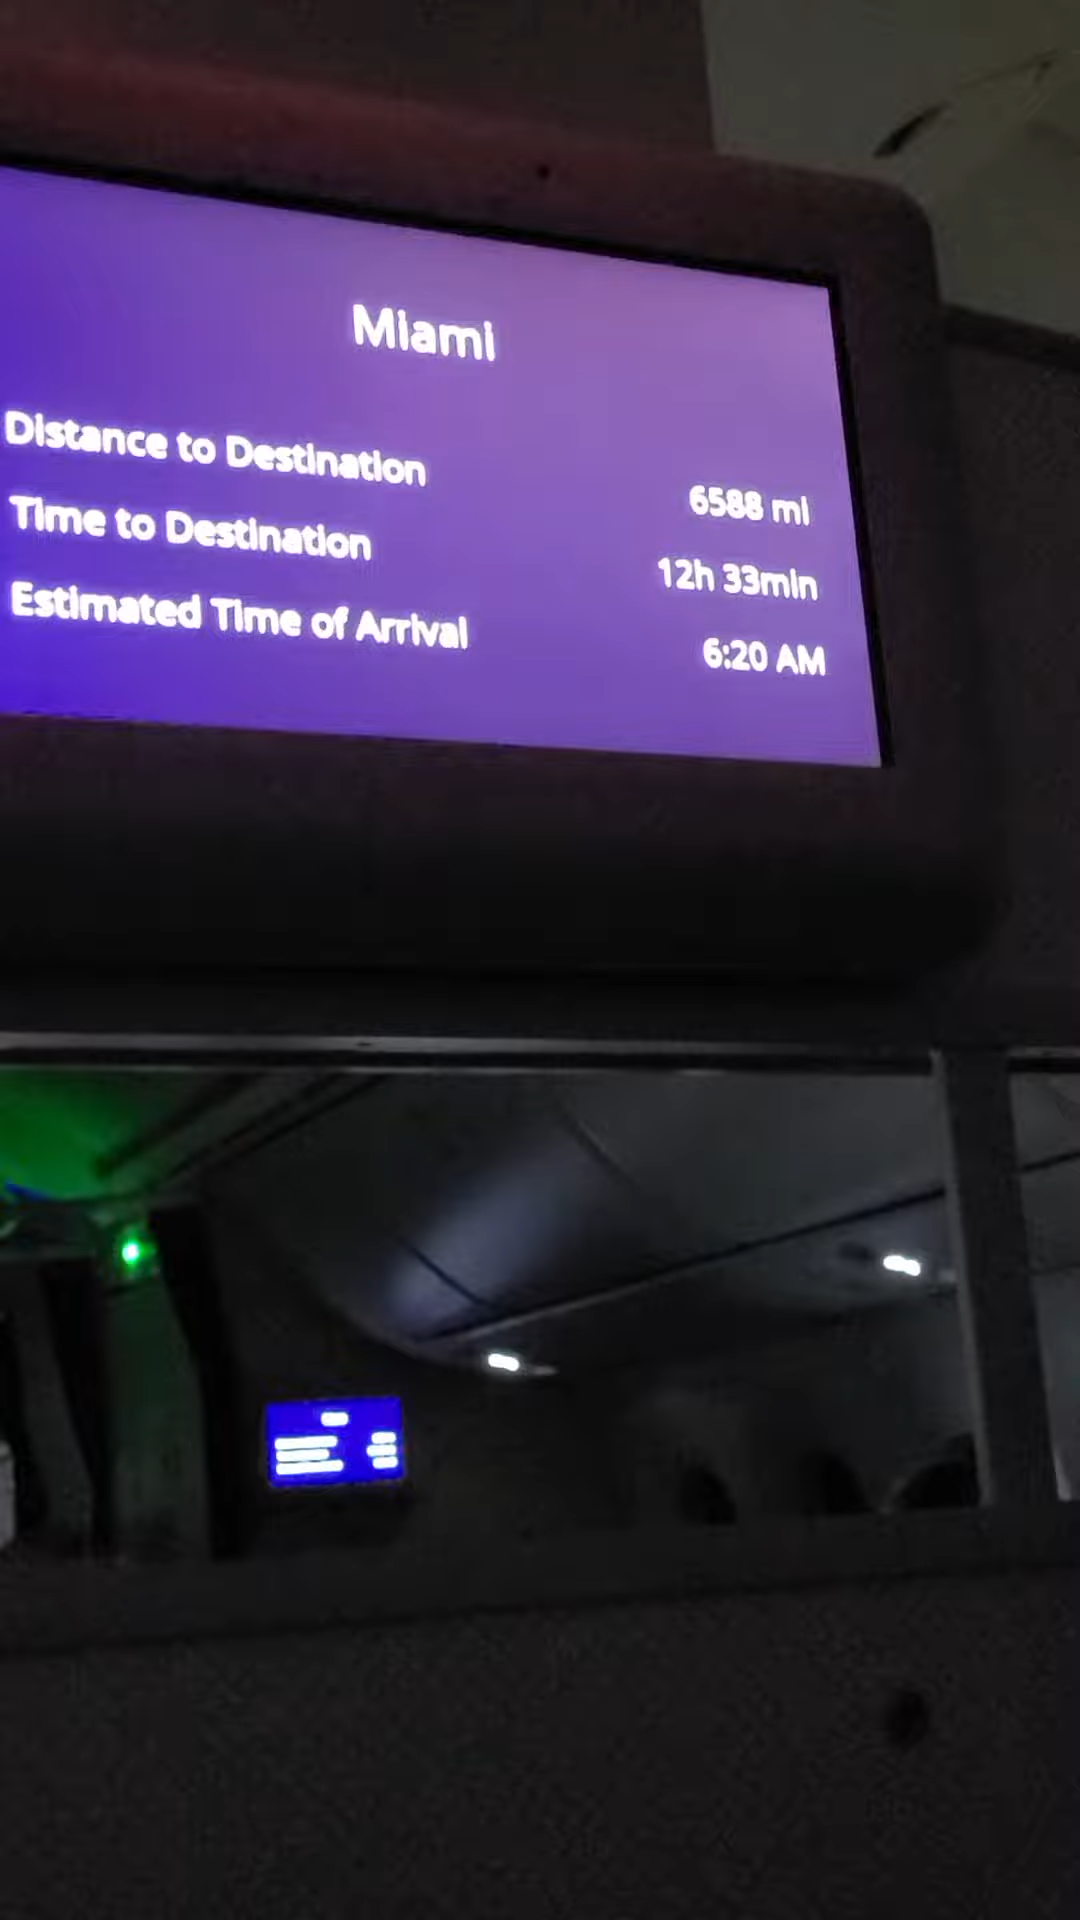 Miami
Distance to Destination 6588 mi
Time to Destination 12h 33min
Estimated Time of Arrival 6:20 AM